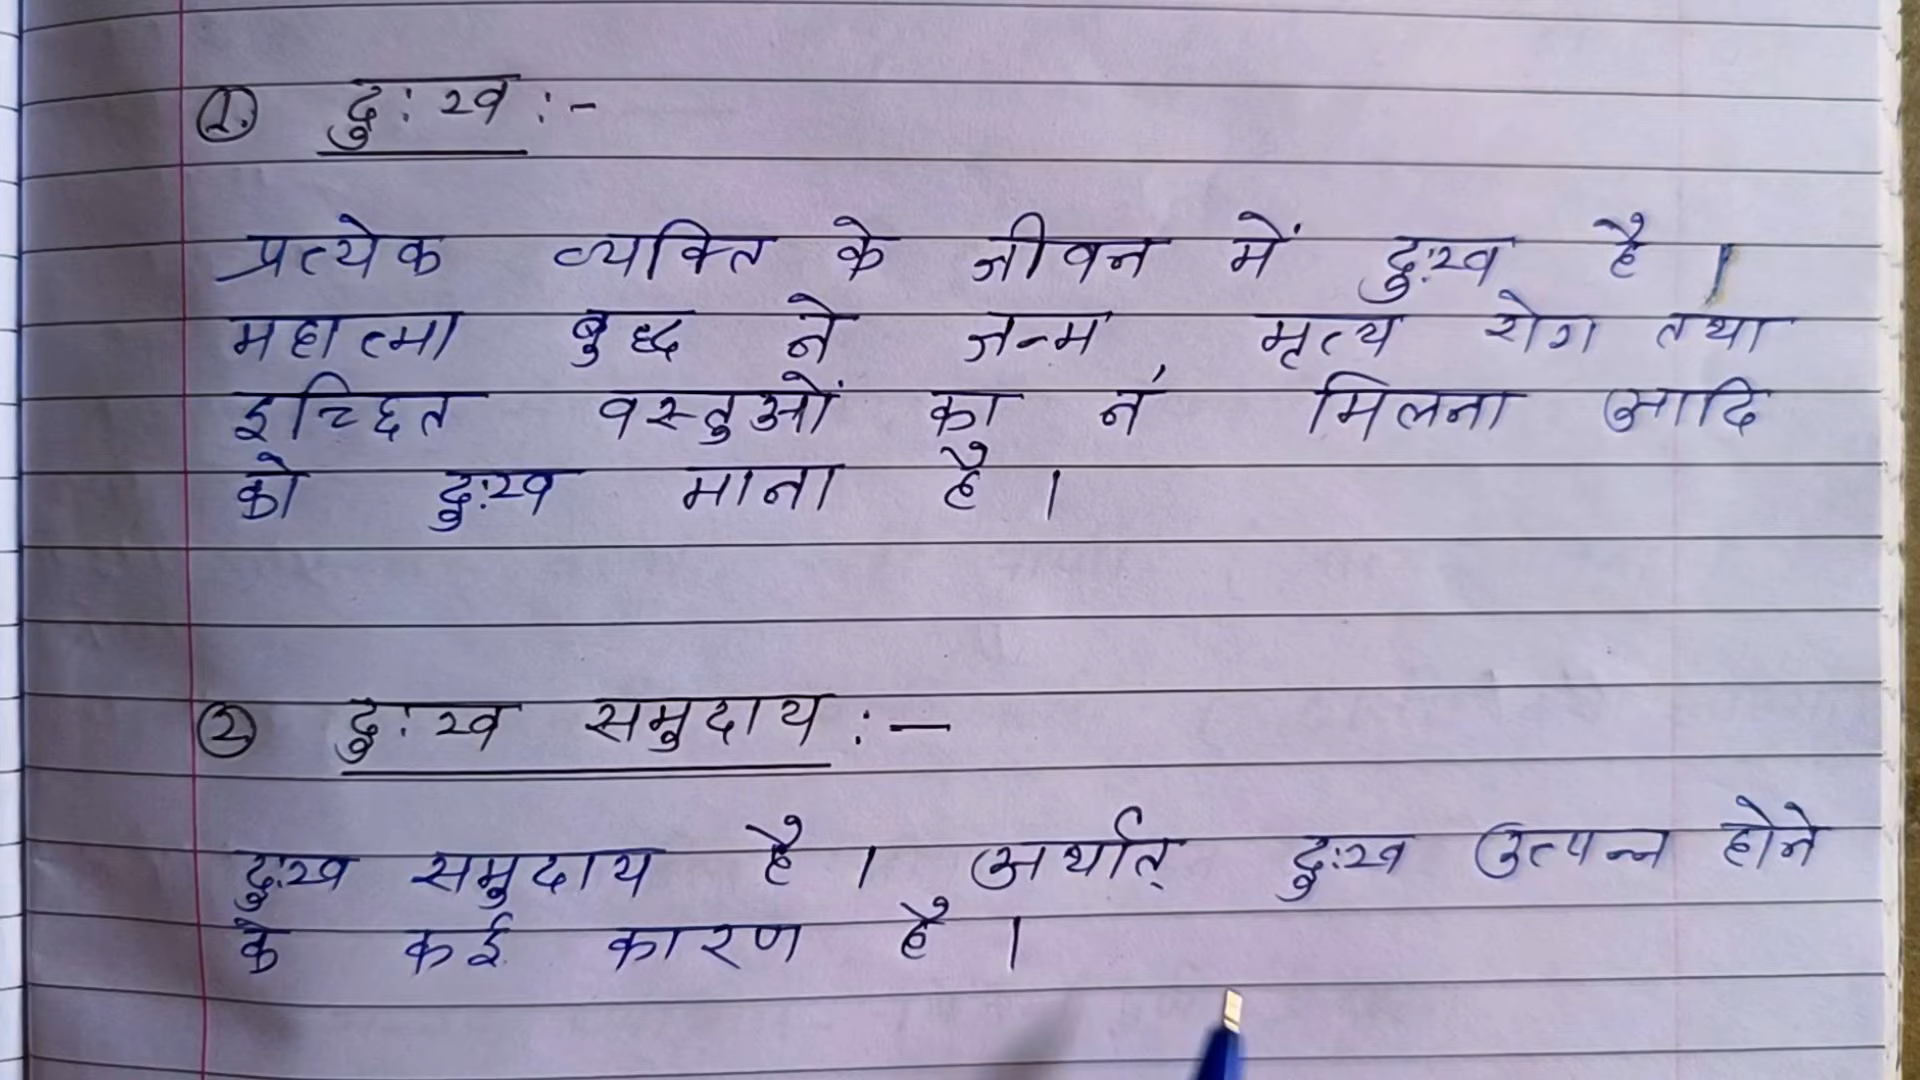 1. दुःख :-
प्रत्येक व्यक्ति के जीवन में दुःख है ।
महात्मा बुद्ध ने जन्म, मृत्य रोग तथा
इच्छित वस्तुओं का न मिलना आदि
को दुःख माना है ।
2 दुःख समुदाय :-
दुःख समुदाय है । अर्थात् दुःख उत्पन्न होने
के कई कारण है ।